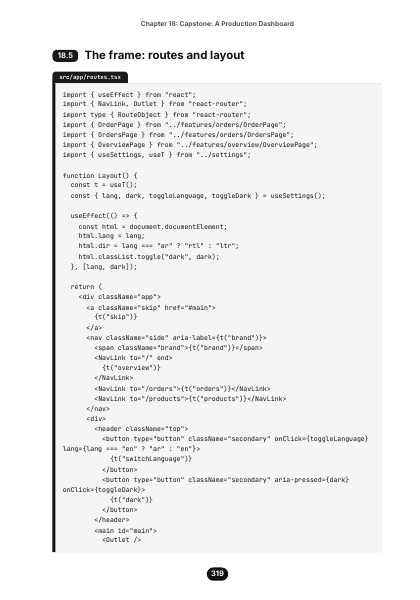 Chapter 18: Capstone: A Production Dashboard
18.5 The frame: routes and layout
src/app/routes.tsx
import { useEffect } from "react";
import { NavLink, Outlet } from "react-router";
import type { RouteObject } from "react-router";
import { OrderPage } from "../features/orders/OrderPage";
import { OrdersPage } from "../features/orders/OrdersPage";
import { OverviewPage } from "../features/overview/OverviewPage";
import { useSettings, useT } from "../settings";

function Layout() {
  const t = useT();
  const { lang, dark, toggleLanguage, toggleDark } = useSettings();

  useEffect(() => {
    const html = document.documentElement;
    html.lang = lang;
    html.dir = lang === "ar" ? "rtl" : "ltr";
    html.classList.toggle("dark", dark);
  }, [lang, dark]);

  return (
    <div className="app">
      <a className="skip" href="#main">
        {t("skip")}
      </a>
      <nav className="side" aria-label={t("brand")}>
        <span className="brand">{t("brand")}</span>
        <NavLink to="/" end>
          {t("overview")}
        </NavLink>
        <NavLink to="/orders">{t("orders")}</NavLink>
        <NavLink to="/products">{t("products")}</NavLink>
      </nav>
      <div>
        <header className="top">
          <button type="button" className="secondary" onClick={toggleLanguage}
lang={lang === "en" ? "ar" : "en"}>
            {t("switchLanguage")}
          </button>
          <button type="button" className="secondary" aria-pressed={dark}
onClick={toggleDark}>
            {t("dark")}
          </button>
        </header>
        <main id="main">
          <Outlet />
319